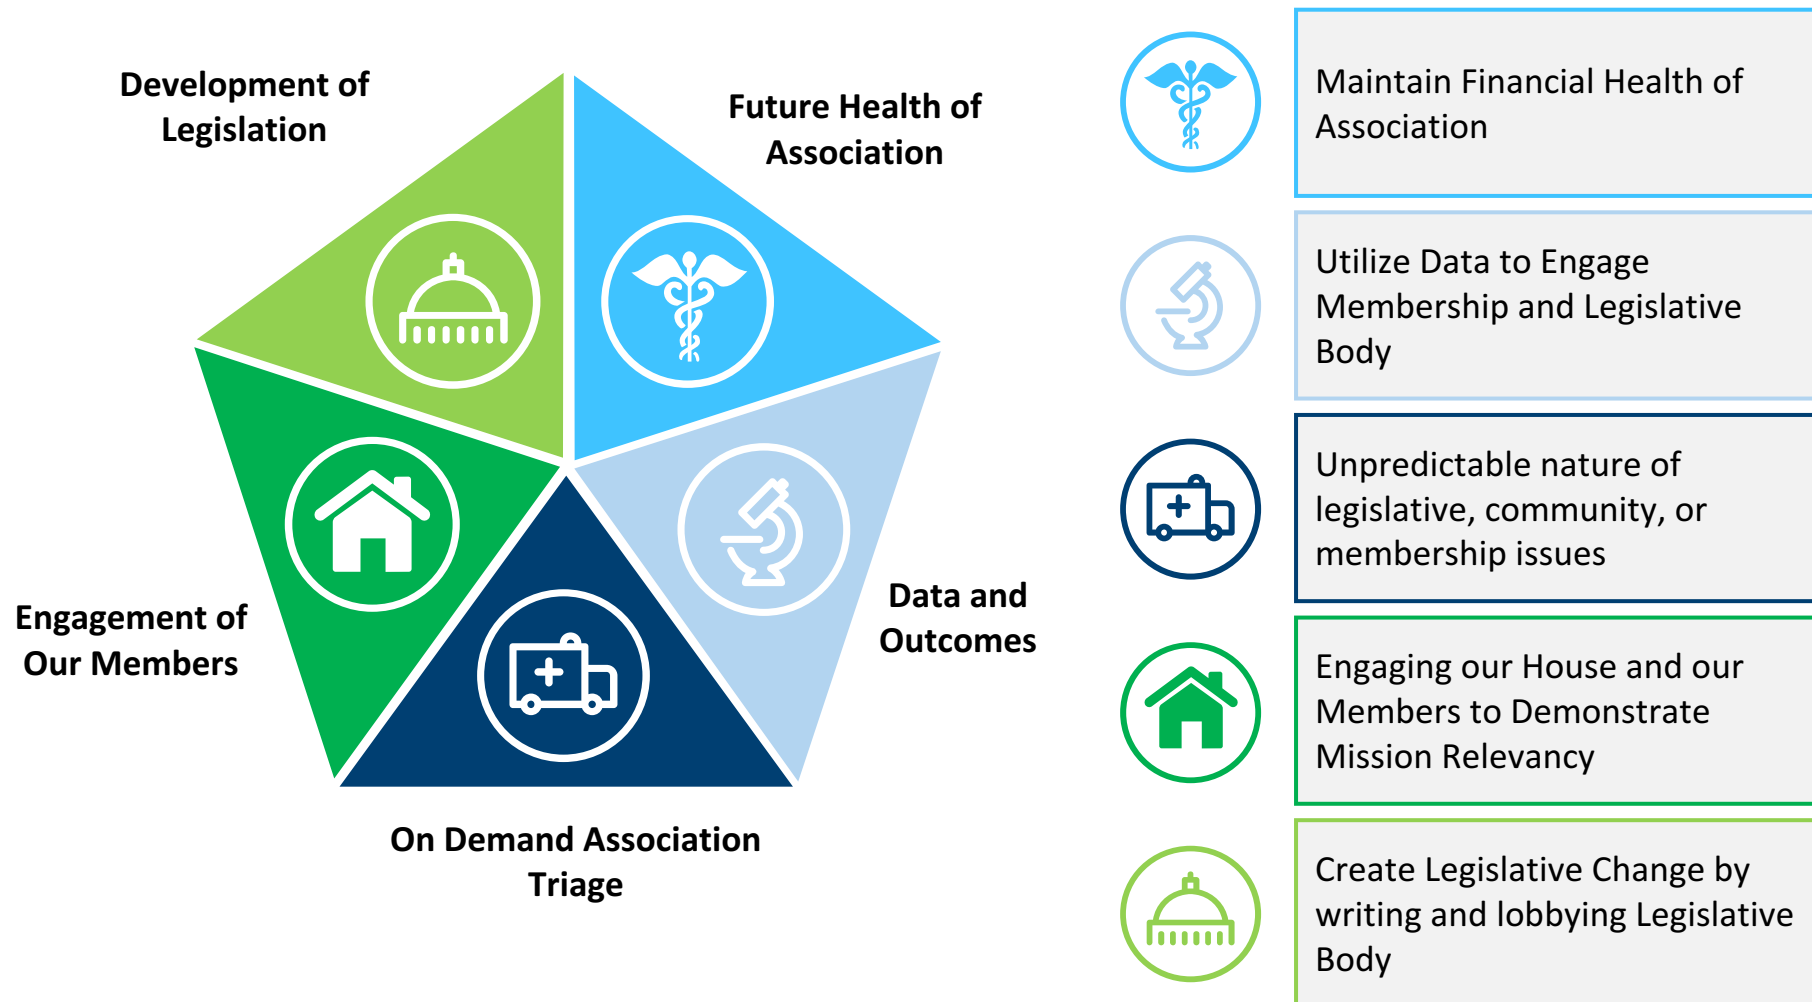 Development of
Legislation
Future Health of
Association
Engagement of
Our Members
Data and
Outcomes
On Demand Association
Triage
Maintain Financial Health of
Association
Utilize Data to Engage
Membership and Legislative
Body
Unpredictable nature of
legislative, community, or
membership issues
Engaging our House and our
Members to Demonstrate
Mission Relevancy
Create Legislative Change by
writing and lobbying Legislative
Body